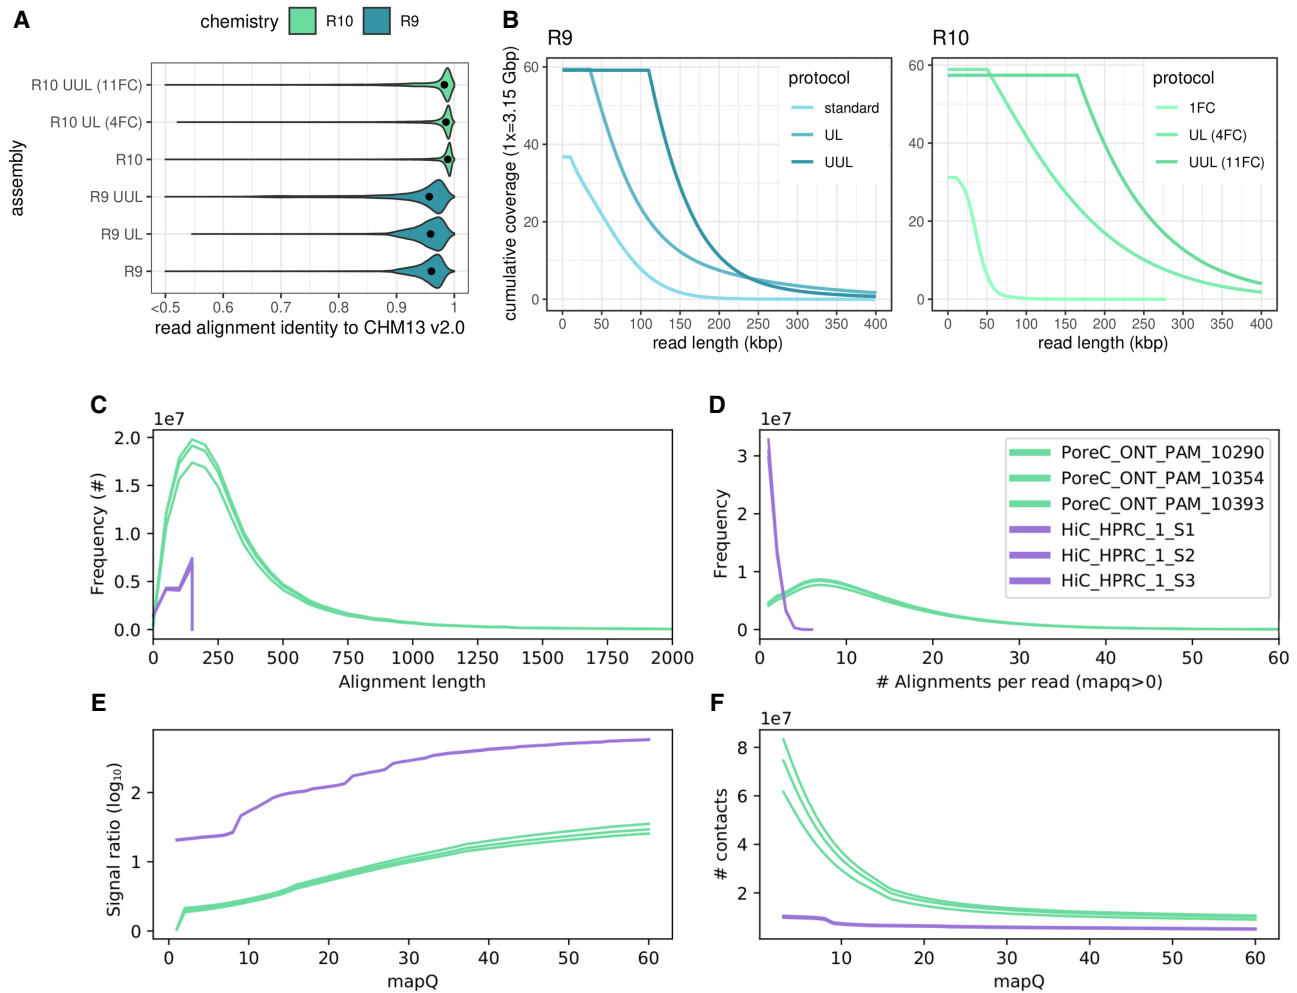 A
chemistry R10 R9
assembly
R10 UUL (11FC)
R10 UL (4FC)
R10
R9 UUL
R9 UL
R9
<0.5 0.6 0.7 0.8 0.9 1
read alignment identity to CHM13 v2.0
B
R9
cumulative coverage (1x=3.15 Gbp)
60
40
20
0
protocol
standard
UL
UUL
0 50 100 150 200 250 300 350 400
read length (kbp)
R10
60
40
20
0
protocol
1FC
UL (4FC)
UUL (11FC)
0 50 100 150 200 250 300 350 400
read length (kbp)
C
1e7
Frequency (#)
2.0
1.5
1.0
0.5
0.0
0 250 500 750 1000 1250 1500 1750 2000
Alignment length
D
1e7
Frequency
3
2
1
0
PoreC_ONT_PAM_10290
PoreC_ONT_PAM_10354
PoreC_ONT_PAM_10393
HiC_HPRC_1_S1
HiC_HPRC_1_S2
HiC_HPRC_1_S3
0 10 20 30 40 50 60
# Alignments per read (mapq>0)
E
Signal ratio (log₁₀)
2
1
0
0 10 20 30 40 50 60
mapQ
F
1e7
# contacts
8
6
4
2
10 20 30 40 50 60
mapQ